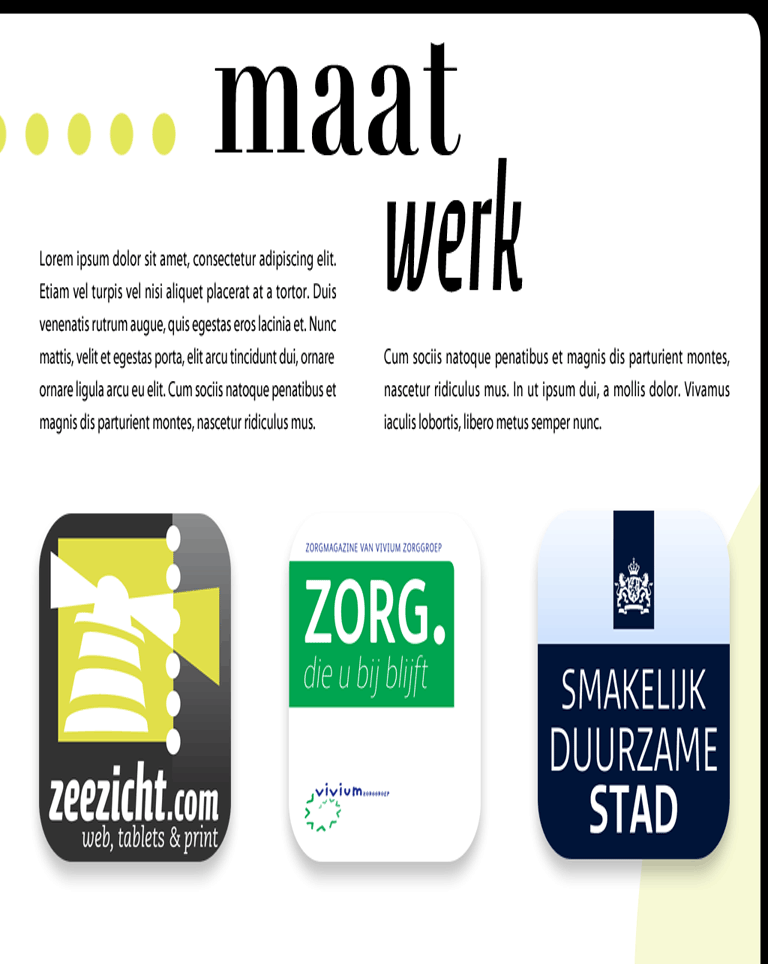 maat
werk
Lorem ipsum dolor sit amet, consectetur adipiscing elit.
Etiam vel turpis vel nisi aliquet placerat at a tortor. Duis
venenatis rutrum augue, quis egestas eros lacinia et. Nunc
mattis, velit et egestas porta, elit arcu tincidunt dui, ornare
ornare ligula arcu eu elit. Cum sociis natoque penatibus et
magnis dis parturient montes, nascetur ridiculus mus.
Cum sociis natoque penatibus et magnis dis parturient montes,
nascetur ridiculus mus. In ut ipsum dui, a mollis dolor. Vivamus
iaculis lobortis, libero metus semper nunc.
zeezicht.com
web, tablets & print
ZORGMAGAZINE VAN VIVIUM ZORGGROEP
ZORG.
die u bij blijft
vivium ZORGGROEP
SMAKELIJK
DUURZAME
STAD